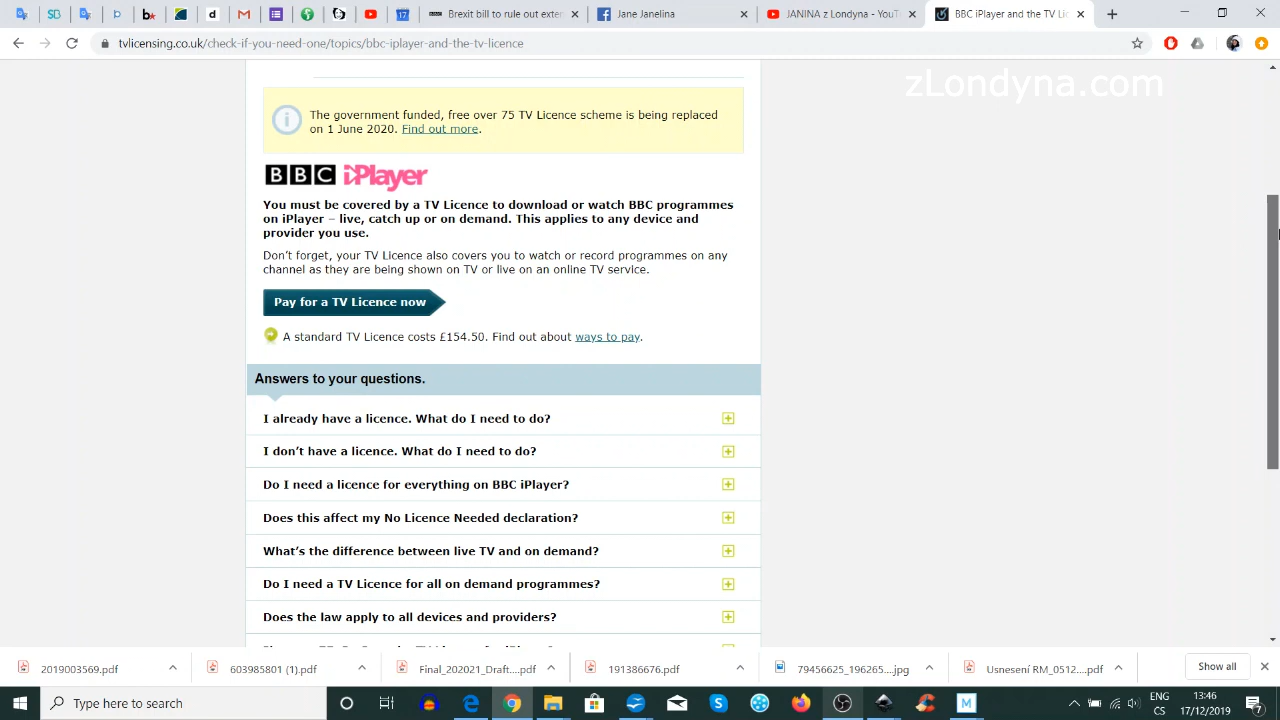 Brexit bill to rule out exten
Jane Janelina
JANINA z Londyna - YouT
BBC iPlayer and the TV Lic
tvlicensing.co.uk/check-if-you-need-one/topics/bbc-iplayer-and-the-tv-licence
zLondyna.com
The government funded, free over 75 TV Licence scheme is being replaced
on 1 June 2020. Find out more.
BBC iPlayer
You must be covered by a TV Licence to download or watch BBC programmes
on iPlayer – live, catch up or on demand. This applies to any device and
provider you use.
Don't forget, your TV Licence also covers you to watch or record programmes on any
channel as they are being shown on TV or live on an online TV service.
Pay for a TV Licence now
A standard TV Licence costs £154.50. Find out about ways to pay.
Answers to your questions.
I already have a licence. What do I need to do?
I don't have a licence. What do I need to do?
Do I need a licence for everything on BBC iPlayer?
Does this affect my No Licence Needed declaration?
What's the difference between live TV and on demand?
Do I need a TV Licence for all on demand programmes?
Does the law apply to all devices and providers?
2019003569.pdf
603985801 (1).pdf
Final_202021_Draft....pdf
191386676.pdf
79456625_196265....jpg
Usnesení RM_0512....pdf
Show all
Type here to search
ENG
CS
13:46
17/12/2019